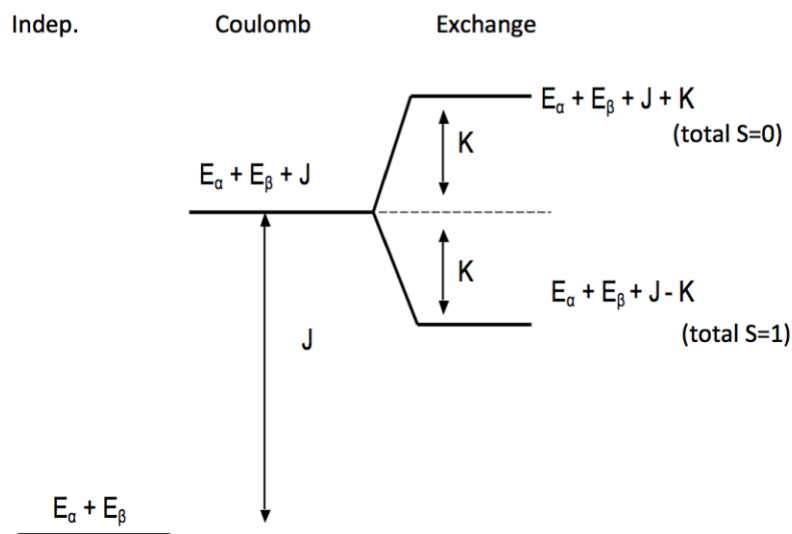 Indep. Coulomb Exchange
Eα + Eβ + J + K
(total S=0)
K
Eα + Eβ + J
K
Eα + Eβ + J - K
(total S=1)
J
Eα + Eβ